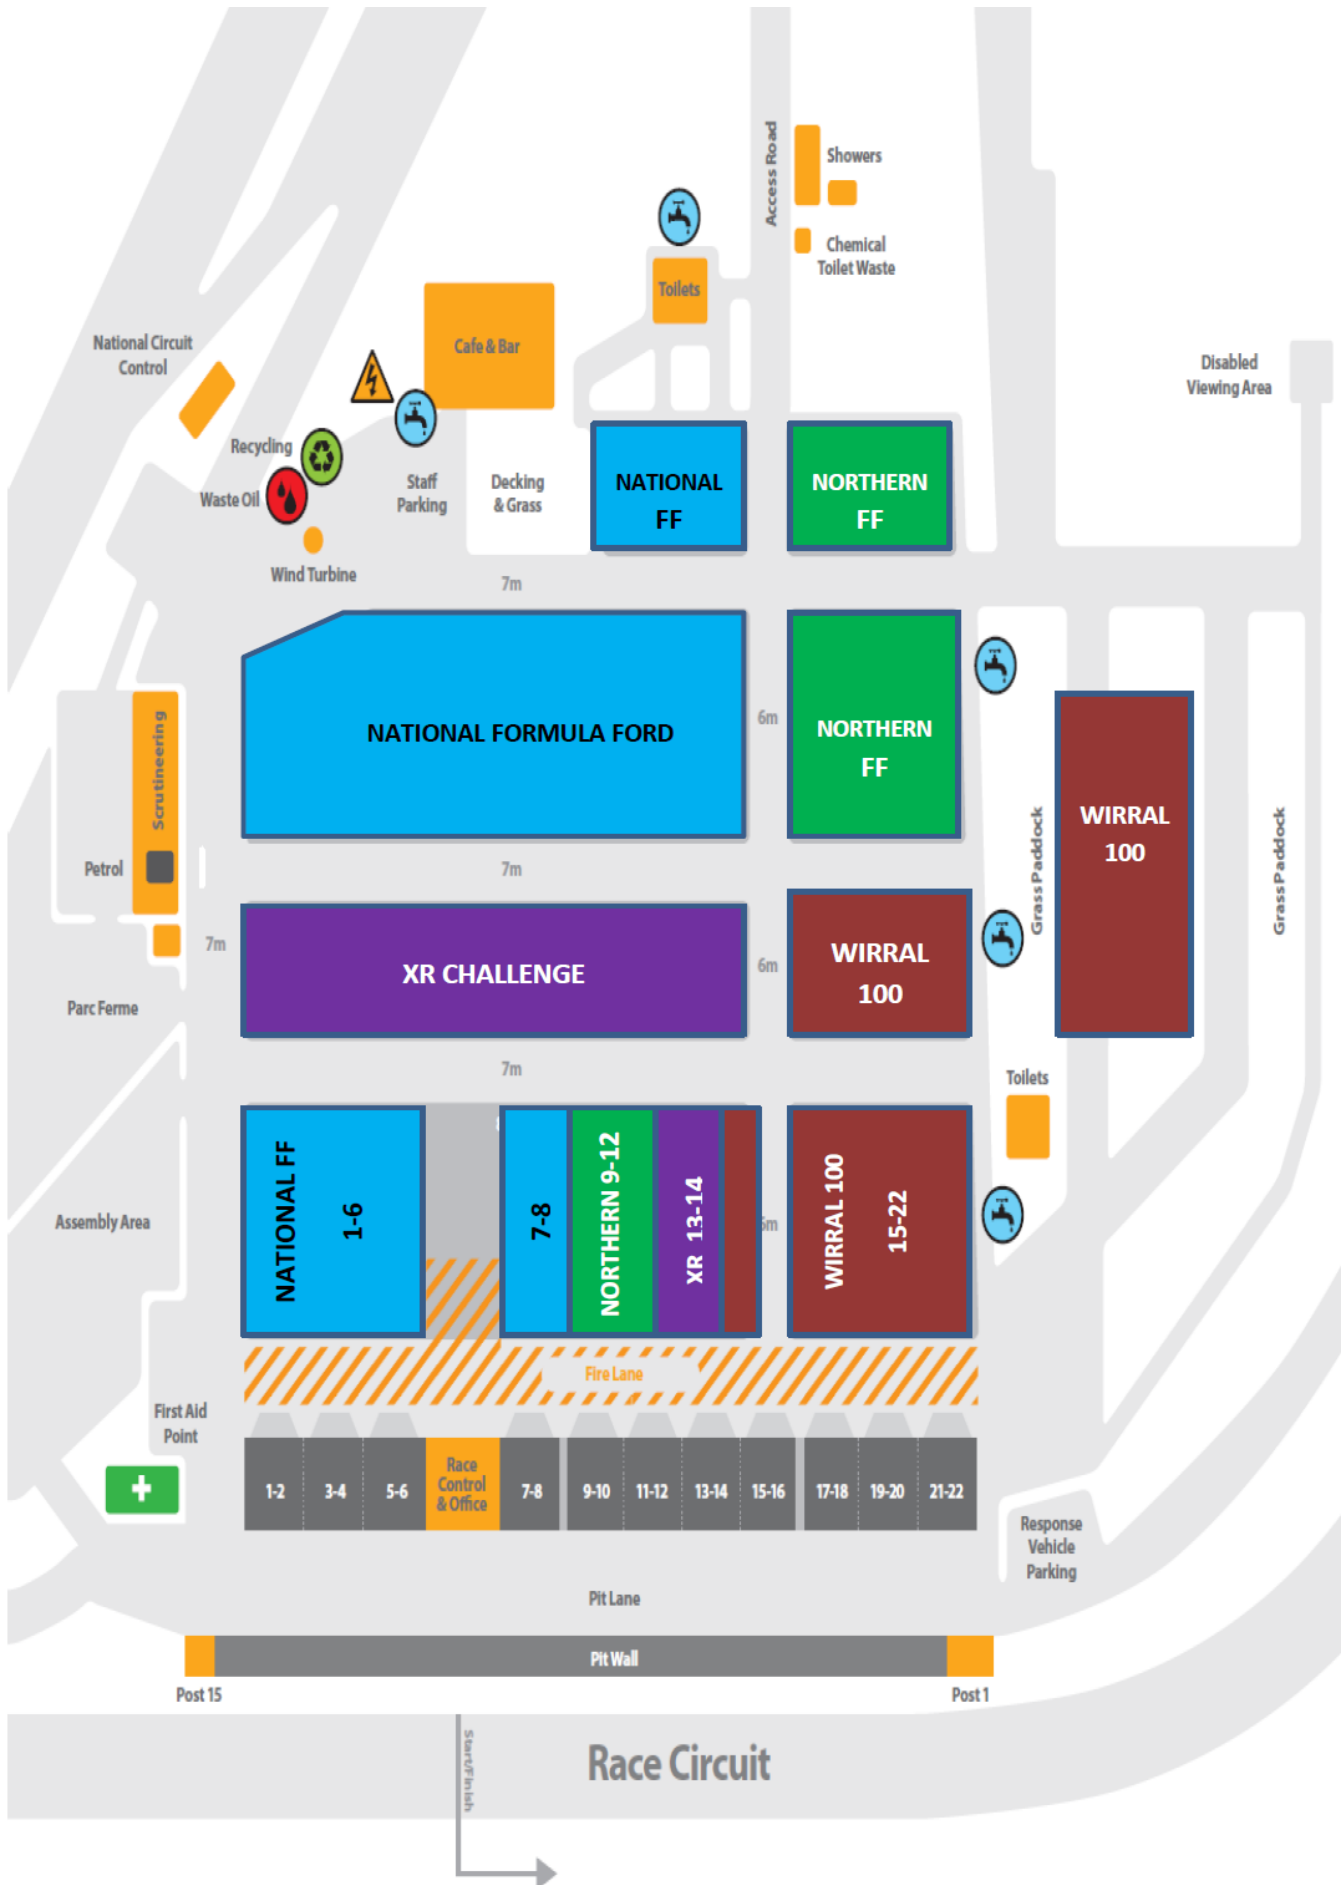 Access Road
Showers
Chemical
Toilet Waste
Toilets
National Circuit
Control
Cafe & Bar
Disabled
Viewing Area
Recycling
Waste Oil
Staff
Parking
Decking
& Grass
NATIONAL
FF
NORTHERN
FF
Wind Turbine
7m
Scrutineering
NATIONAL FORMULA FORD
6m
NORTHERN
FF
Grass Paddock
WIRRAL
100
Grass Paddock
Petrol
7m
7m
XR CHALLENGE
6m
WIRRAL
100
Parc Ferme
7m
Toilets
NATIONAL FF
1-6
7-8
NORTHERN 9-12
XR 13-14
WIRRAL 100
15-22
Assembly Area
Fire Lane
First Aid
Point
1-2
3-4
5-6
Race
Control
& Office
7-8
9-10
11-12
13-14
15-16
17-18
19-20
21-22
Response
Vehicle
Parking
Pit Lane
Pit Wall
Post 15
Post 1
Start/Finish
Race Circuit